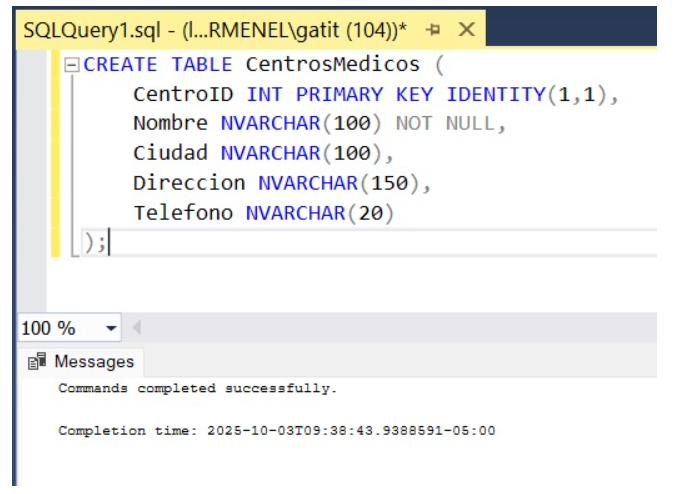 SQLQuery1.sql - (l...RMENEL\gatit (104))*
CREATE TABLE CentrosMedicos (
CentroID INT PRIMARY KEY IDENTITY(1,1),
Nombre NVARCHAR(100) NOT NULL,
Ciudad NVARCHAR(100),
Direccion NVARCHAR(150),
Telefono NVARCHAR(20)
);
100 %
Messages
Commands completed successfully.
Completion time: 2025-10-03T09:38:43.9388591-05:00